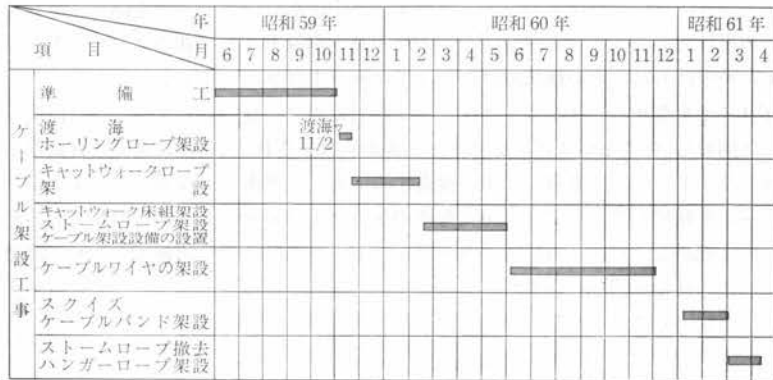 年 昭和59年 昭和60年 昭和61年
項目 月 6 7 8 9 10 11 12 1 2 3 4 5 6 7 8 9 10 11 12 1 2 3 4
ケーブル架設工事
準備工
渡海
ホーリングロープ架設
渡海▽
11/2
キャットウォークロープ
架設
キャットウォーク床組架設
ストームロープ架設
ケーブル架設設備の設置
ケーブルワイヤの架設
スクイズ
ケーブルバンド架設
ストームロープ撤去
ハンガーロープ架設